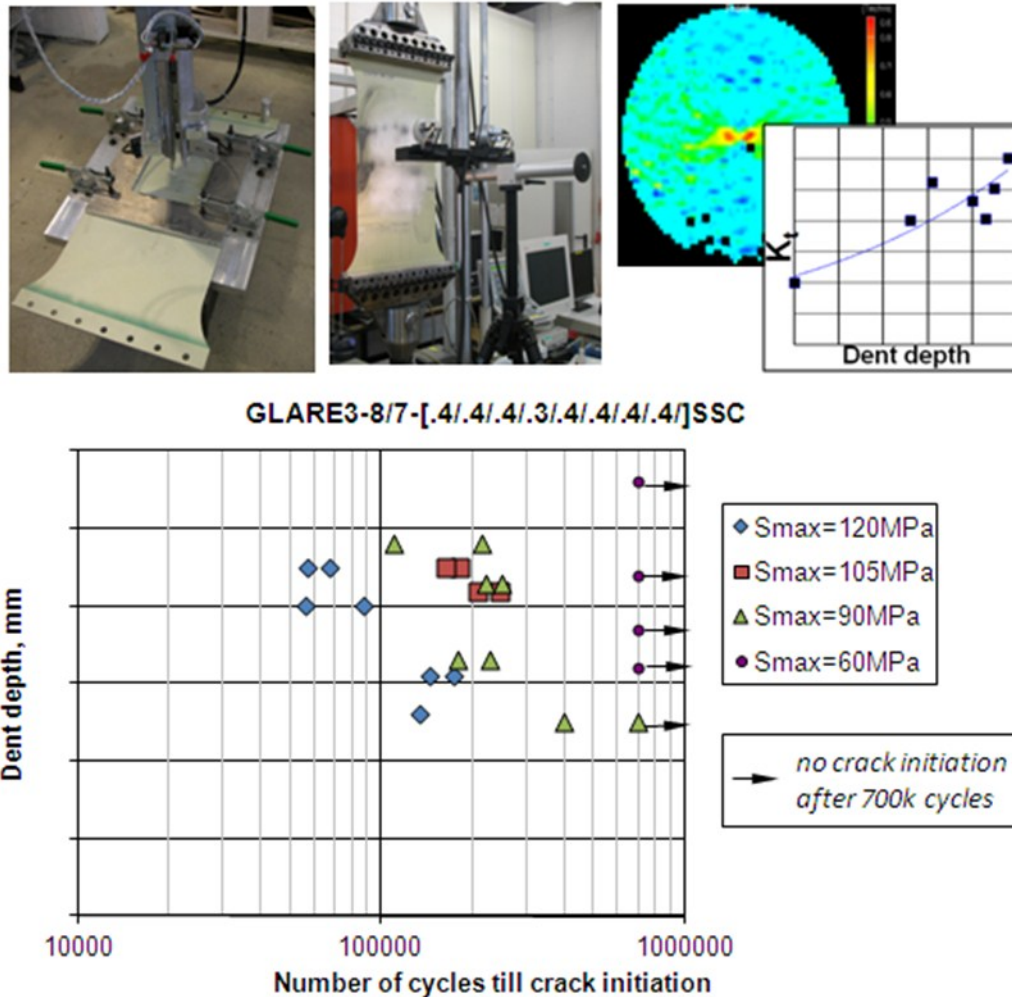 Kt
Dent depth
GLARE3-8/7-[.4/.4/.4/.3/.4/.4/.4/.4/]SSC
Dent depth, mm
Smax=120MPa
Smax=105MPa
Smax=90MPa
Smax=60MPa
no crack initiation
after 700k cycles
10000
100000
1000000
Number of cycles till crack initiation